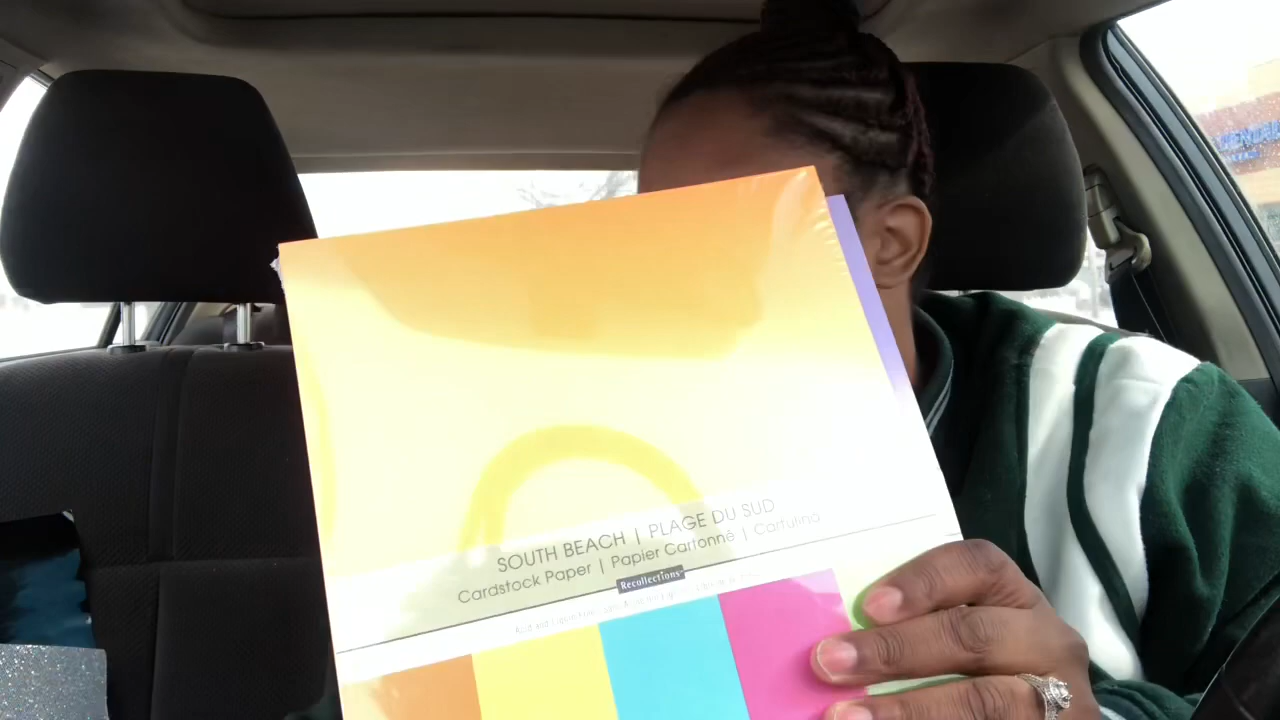 SOUTH BEACH | PLAGE DU SUD
Cardstock Paper | Papier Cartonné | Cartulina
Recollections